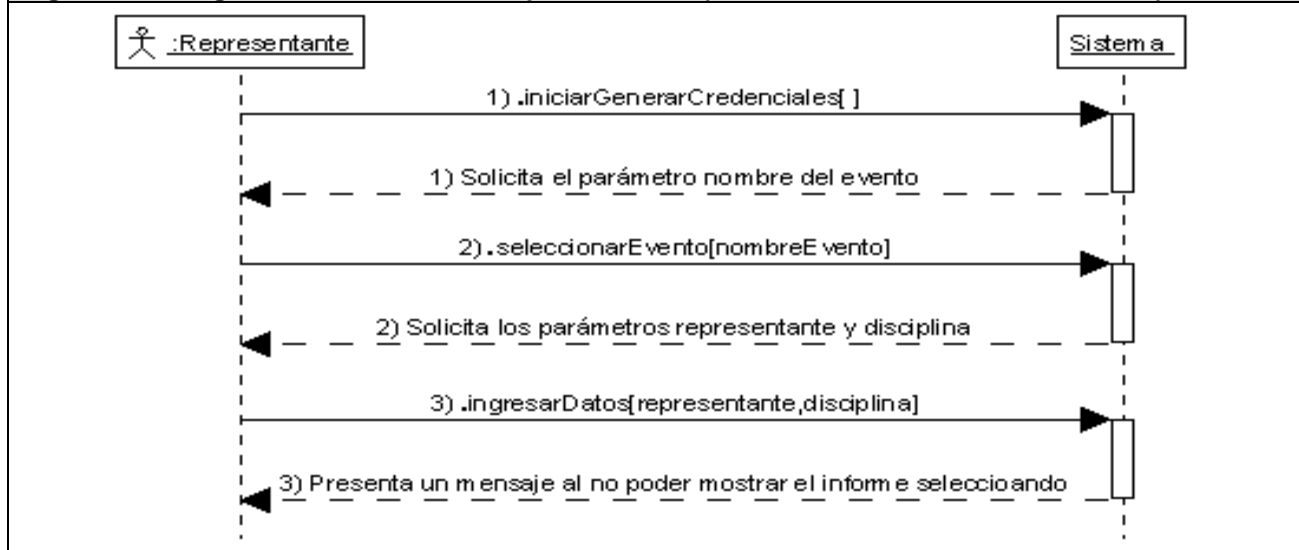 :Representante
Sistema
1) .iniciarGenerarCredenciales[ ]
1) Solicita el parámetro nombre del evento
2) .seleccionarEvento[nombreEvento]
2) Solicita los parámetros representante y disciplina
3) .ingresarDatos[representante,disciplina]
3) Presenta un mensaje al no poder mostrar el informe seleccioando